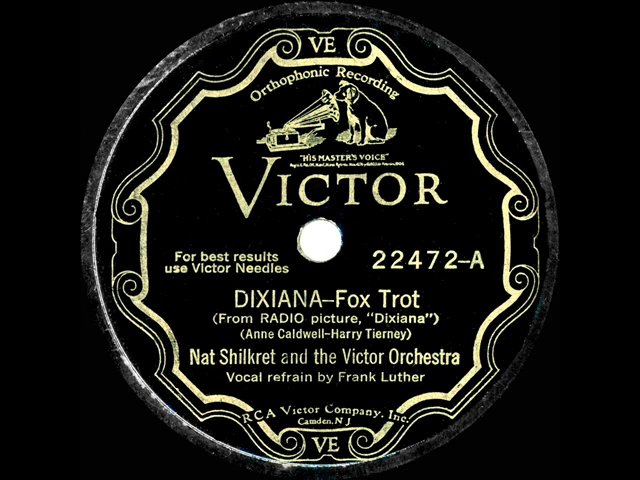 VE
Orthophonic Recording
"HIS MASTER'S VOICE"
VICTOR
For best results
use Victor Needles
22472-A
DIXIANA-Fox Trot
(From RADIO picture, "Dixiana")
(Anne Caldwell-Harry Tierney)
Nat Shilkret and the Victor Orchestra
Vocal refrain by Frank Luther
RCA Victor Company, Inc.
Camden, N J
VE